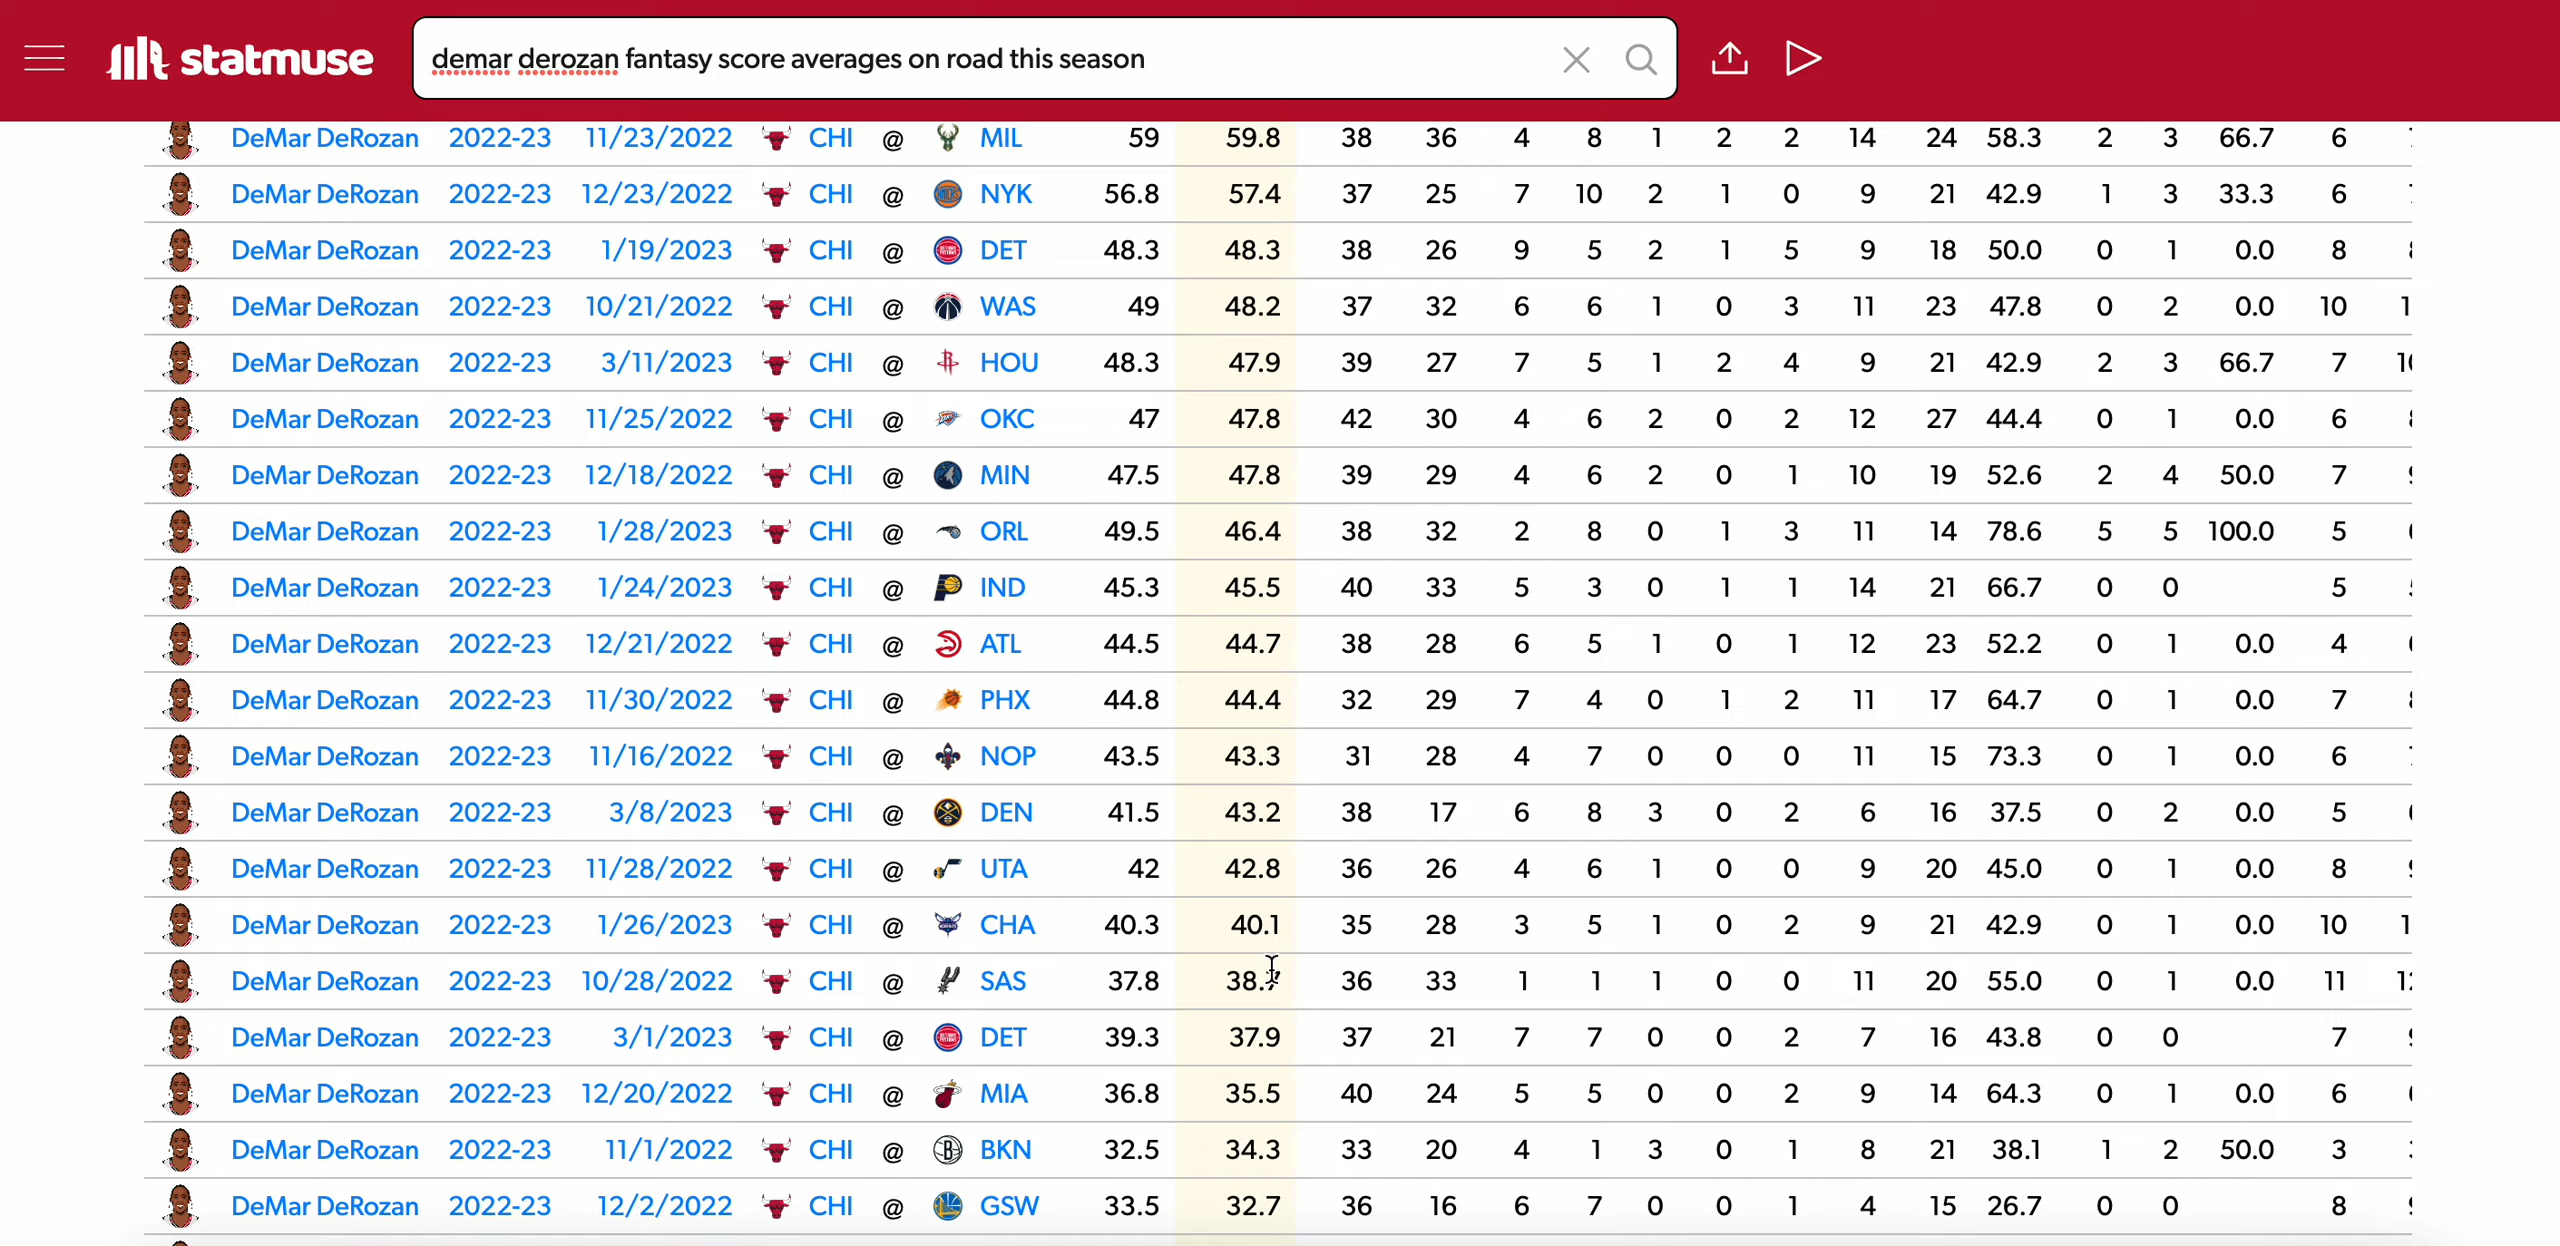 statmuse demar derozan fantasy score averages on road this season
DeMar DeRozan 2022-23 11/23/2022 CHI @ MIL 59 59.8 38 36 4 8 1 2 2 14 24 58.3 2 3 66.7 6
DeMar DeRozan 2022-23 12/23/2022 CHI @ NYK 56.8 57.4 37 25 7 10 2 1 0 9 21 42.9 1 3 33.3 6
DeMar DeRozan 2022-23 1/19/2023 CHI @ DET 48.3 48.3 38 26 9 5 2 1 5 9 18 50.0 0 1 0.0 8
DeMar DeRozan 2022-23 10/21/2022 CHI @ WAS 49 48.2 37 32 6 6 1 0 3 11 23 47.8 0 2 0.0 10
DeMar DeRozan 2022-23 3/11/2023 CHI @ HOU 48.3 47.9 39 27 7 5 1 2 4 9 21 42.9 2 3 66.7 7
DeMar DeRozan 2022-23 11/25/2022 CHI @ OKC 47 47.8 42 30 4 6 2 0 2 12 27 44.4 0 1 0.0 6
DeMar DeRozan 2022-23 12/18/2022 CHI @ MIN 47.5 47.8 39 29 4 6 2 0 1 10 19 52.6 2 4 50.0 7
DeMar DeRozan 2022-23 1/28/2023 CHI @ ORL 49.5 46.4 38 32 2 8 0 1 3 11 14 78.6 5 5 100.0 5
DeMar DeRozan 2022-23 1/24/2023 CHI @ IND 45.3 45.5 40 33 5 3 0 1 1 14 21 66.7 0 0 5
DeMar DeRozan 2022-23 12/21/2022 CHI @ ATL 44.5 44.7 38 28 6 5 1 0 1 12 23 52.2 0 1 0.0 4
DeMar DeRozan 2022-23 11/30/2022 CHI @ PHX 44.8 44.4 32 29 7 4 0 1 2 11 17 64.7 0 1 0.0 7
DeMar DeRozan 2022-23 11/16/2022 CHI @ NOP 43.5 43.3 31 28 4 7 0 0 0 11 15 73.3 0 1 0.0 6
DeMar DeRozan 2022-23 3/8/2023 CHI @ DEN 41.5 43.2 38 17 6 8 3 0 2 6 16 37.5 0 2 0.0 5
DeMar DeRozan 2022-23 11/28/2022 CHI @ UTA 42 42.8 36 26 4 6 1 0 0 9 20 45.0 0 1 0.0 8
DeMar DeRozan 2022-23 1/26/2023 CHI @ CHA 40.3 40.1 35 28 3 5 1 0 2 9 21 42.9 0 1 0.0 10
DeMar DeRozan 2022-23 10/28/2022 CHI @ SAS 37.8 36 33 1 1 1 0 0 11 20 55.0 0 1 0.0 11
DeMar DeRozan 2022-23 3/1/2023 CHI @ DET 39.3 37.9 37 21 7 7 0 0 2 7 16 43.8 0 0 7
DeMar DeRozan 2022-23 12/20/2022 CHI @ MIA 36.8 35.5 40 24 5 5 0 0 2 9 14 64.3 0 1 0.0 6
DeMar DeRozan 2022-23 11/1/2022 CHI @ BKN 32.5 34.3 33 20 4 1 3 0 1 8 21 38.1 1 2 50.0 3
DeMar DeRozan 2022-23 12/2/2022 CHI @ GSW 33.5 32.7 36 16 6 7 0 0 1 4 15 26.7 0 0 8